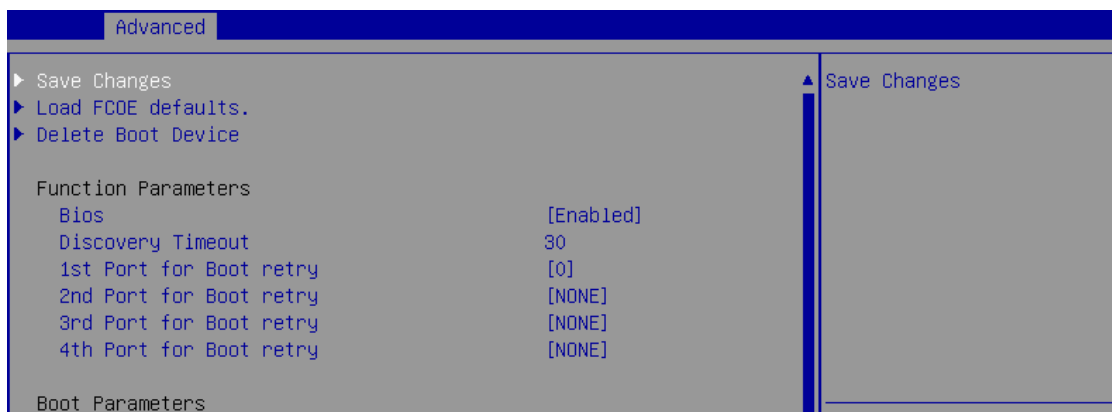 Advanced
Save Changes
Load FCOE defaults.
Delete Boot Device
Function Parameters
Bios [Enabled]
Discovery Timeout 30
1st Port for Boot retry [0]
2nd Port for Boot retry [NONE]
3rd Port for Boot retry [NONE]
4th Port for Boot retry [NONE]
Boot Parameters
Save Changes